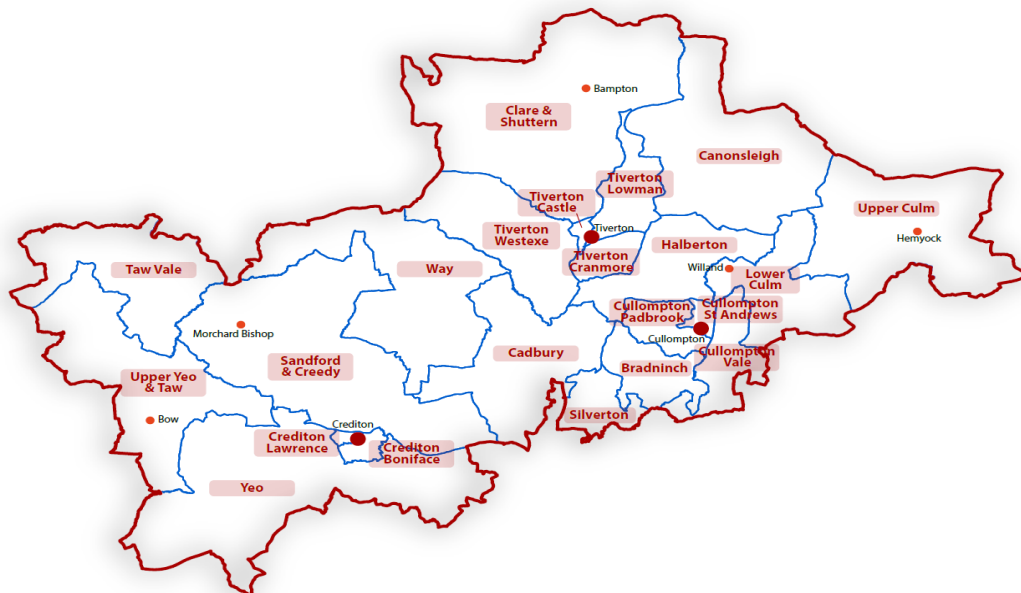 Bampton
Clare &
Shuttern
Canonsleigh
Tiverton
Lowman
Tiverton
Castle
Upper Culm
Tiverton
Tiverton
Westexe
Hemyock
Halberton
Tiverton
Cranmore
Taw Vale
Way
Willand
Lower
Culm
Cullompton
Padbrook
Cullompton
St Andrews
Morchard Bishop
Cullompton
Cadbury
Cullompton
Vale
Sandford
& Creedy
Bradninch
Upper Yeo
& Taw
Silverton
Bow
Crediton
Crediton
Lawrence
Crediton
Boniface
Yeo